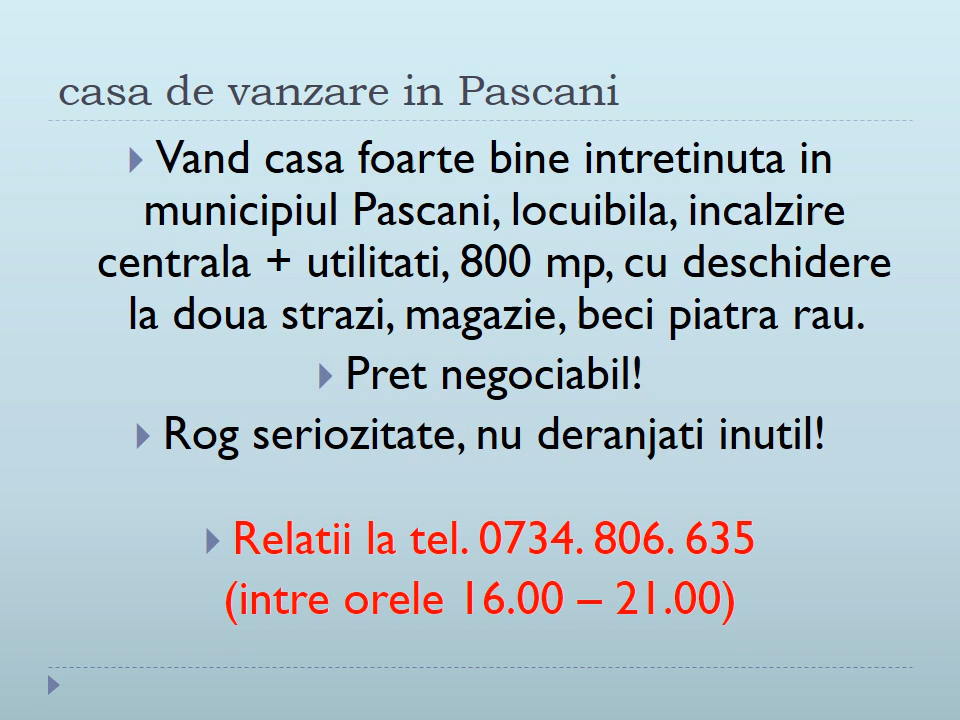 casa de vanzare in Pascani
Vand casa foarte bine intretinuta in
municipiul Pascani, locuibila, incalzire
centrala + utilitati, 800 mp, cu deschidere
la doua strazi, magazie, beci piatra rau.
Pret negociabil!
Rog seriozitate, nu deranjati inutil!
Relatii la tel. 0734. 806. 635
(intre orele 16.00 – 21.00)